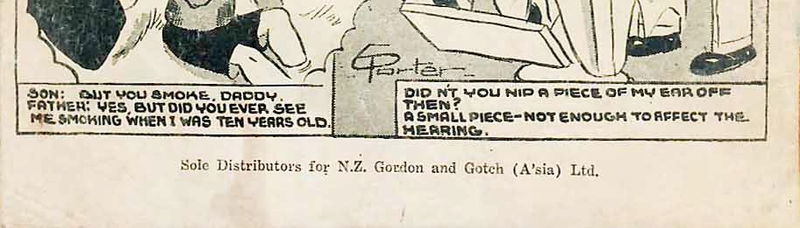 SON: BUT YOU SMOKE, DADDY.
FATHER: YES, BUT DID YOU EVER SEE
ME SMOKING WHEN I WAS TEN YEARS OLD.
Porter
DID N'T YOU NIP A PIECE OF MY EAR OFF
THEN?
A SMALL PIECE-NOT ENOUGH TO AFFECT THE
HEARING.
Sole Distributors for N.Z. Gordon and Gotch (A'sia) Ltd.